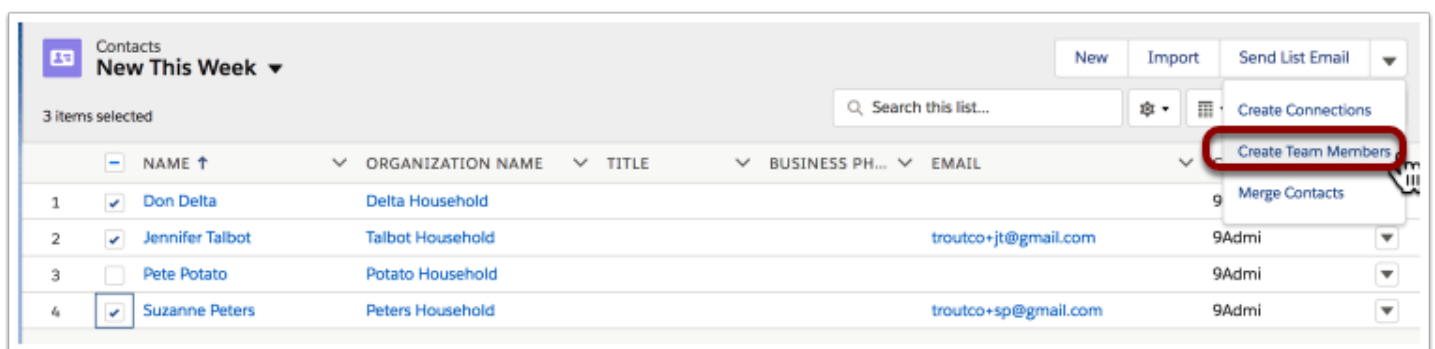 Contacts
New This Week
New Import Send List Email
3 items selected
Search this list...
Create Connections
NAME ↑ ORGANIZATION NAME TITLE BUSINESS PH... EMAIL
Create Team Members
1 Don Delta Delta Household 9
Merge Contacts
2 Jennifer Talbot Talbot Household troutco+jt@gmail.com 9Admi
3 Pete Potato Potato Household 9Admi
4 Suzanne Peters Peters Household troutco+sp@gmail.com 9Admi